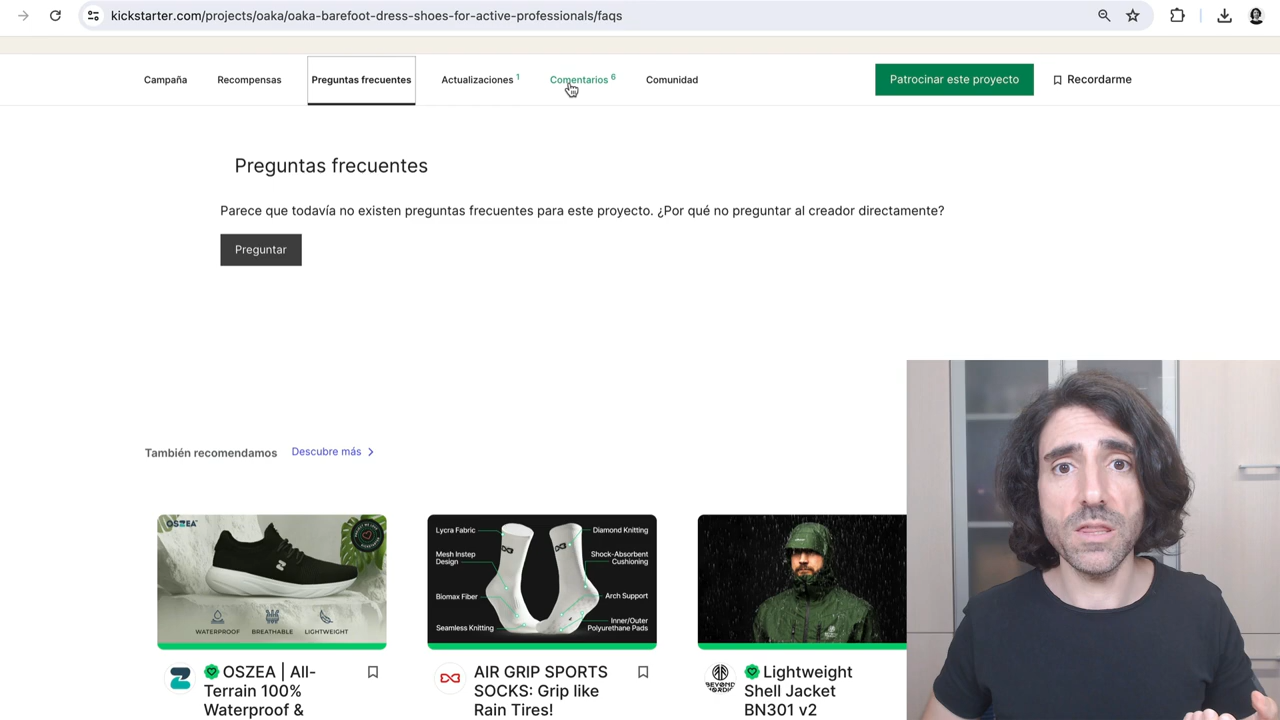 kickstarter.com/projects/oaka/oaka-barefoot-dress-shoes-for-active-professionals/faqs
Campaña
Recompensas
Preguntas frecuentes
Actualizaciones 1
Comentarios 6
Comunidad
Patrocinar este proyecto
Recordarme
Preguntas frecuentes
Parece que todavía no existen preguntas frecuentes para este proyecto. ¿Por qué no preguntar al creador directamente?
Preguntar
También recomendamos
Descubre más
OSZEA
WATERPROOF
BREATHABLE
LIGHTWEIGHT
Lycra Fabric
Mesh Instep
Design
Biomax Fiber
Seamless Knitting
Diamond Knitting
Shock-Absorbent
Cushioning
Arch Support
Inner/Outer
Polyurethane Pads
OSZEA | All-
Terrain 100%
Waterproof &
AIR GRIP SPORTS
SOCKS: Grip like
Rain Tires!
Lightweight
Shell Jacket
BN301 v2